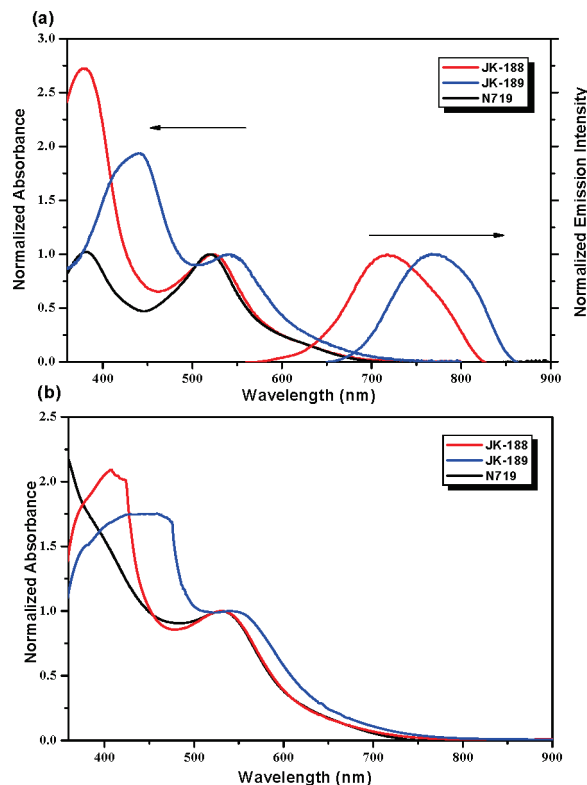 (a)
3.0
2.5
2.0
1.5
1.0
0.5
0.0
Normalized Absorbance
JK-188
JK-189
N719
Normalized Emission Intensity
400 500 600 700 800 900
Wavelength (nm)
(b)
2.5
2.0
1.5
1.0
0.5
0.0
Normalized Absorbance
JK-188
JK-189
N719
400 500 600 700 800 900
Wavelength (nm)